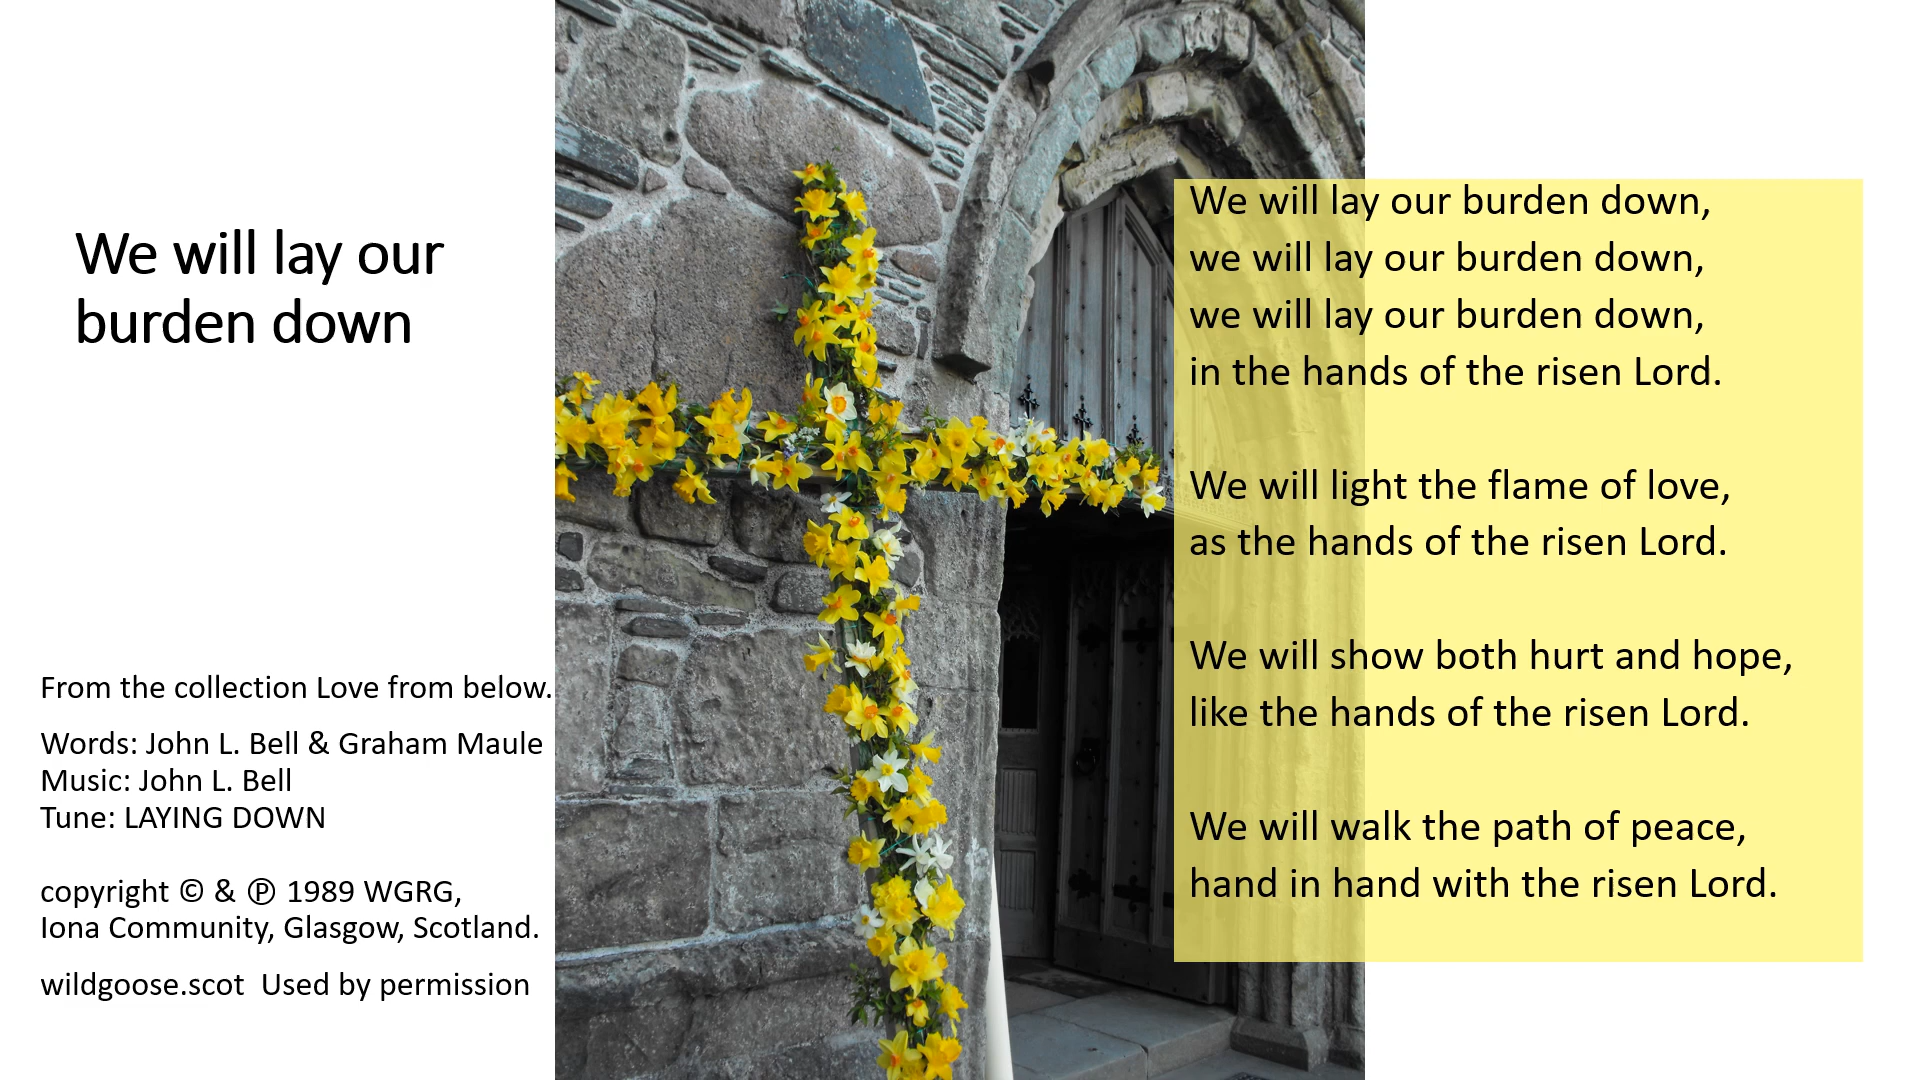 We will lay our
burden down
From the collection Love from below.
Words: John L. Bell & Graham Maule
Music: John L. Bell
Tune: LAYING DOWN
copyright © & ℗ 1989 WGRG,
Iona Community, Glasgow, Scotland.
wildgoose.scot  Used by permission
We will lay our burden down,
we will lay our burden down,
we will lay our burden down,
in the hands of the risen Lord.
We will light the flame of love,
as the hands of the risen Lord.
We will show both hurt and hope,
like the hands of the risen Lord.
We will walk the path of peace,
hand in hand with the risen Lord.